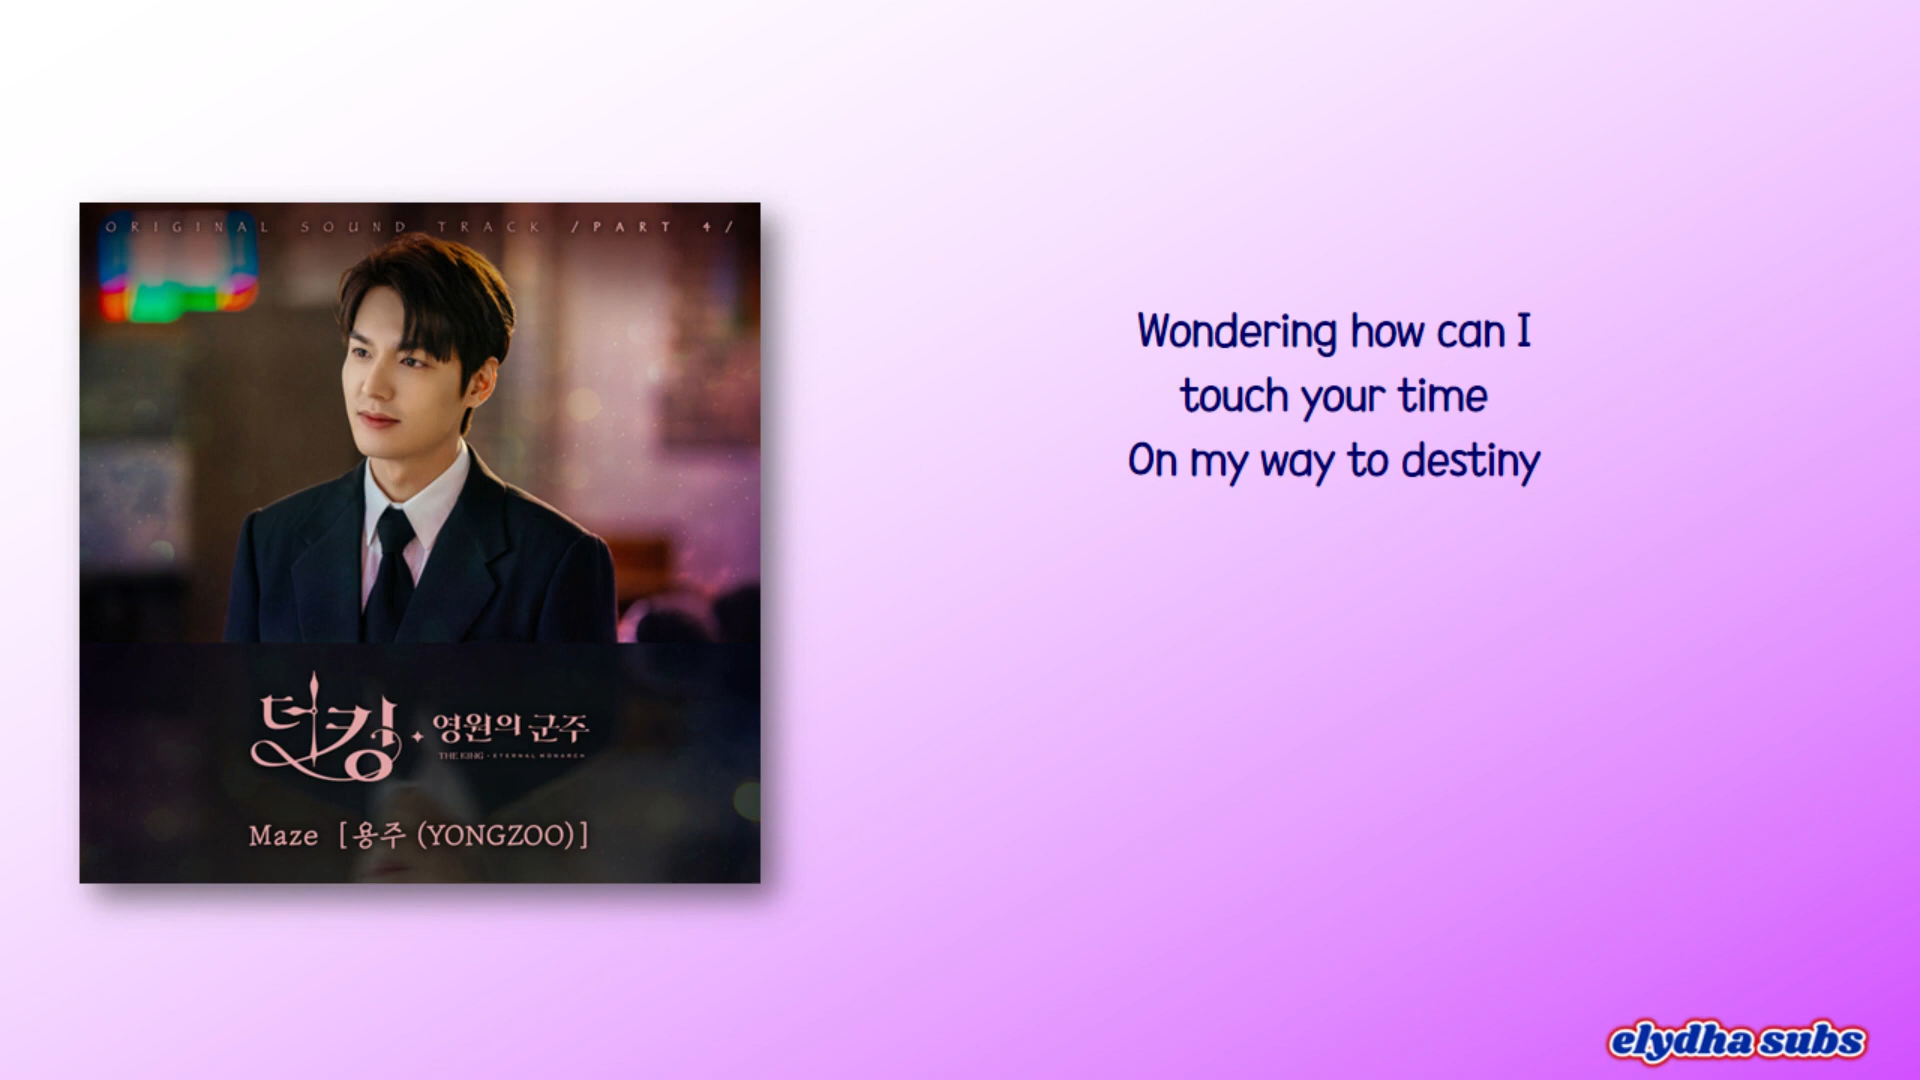 ORIGINAL SOUND TRACK /PART 4/
더킹
영원의 군주
THE KING - ETERNAL MONARCH
Maze [용주 (YONGZOO)]
Wondering how can I
touch your time
On my way to destiny
elydha subs